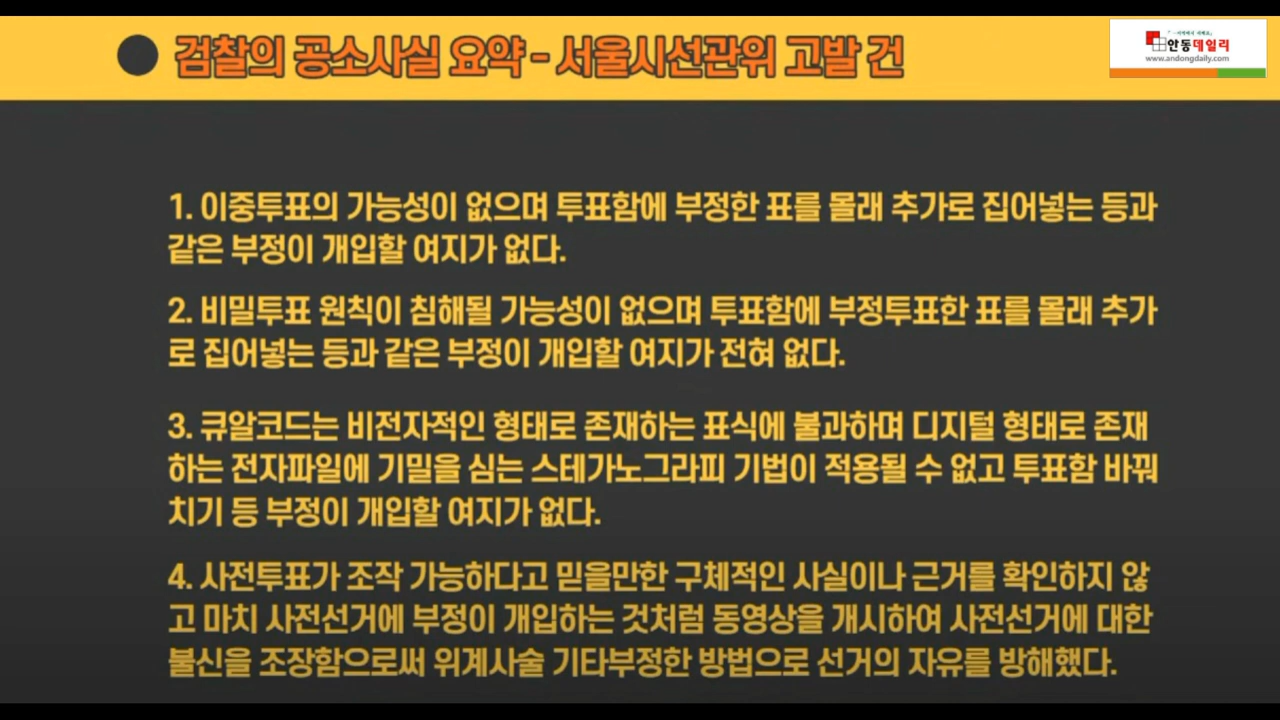 검찰의 공소사실 요약 - 서울시선관위 고발 건
안동데일리
www.andongdaily.com
1. 이중투표의 가능성이 없으며 투표함에 부정한 표를 몰래 추가로 집어넣는 등과
같은 부정이 개입할 여지가 없다.
2. 비밀투표 원칙이 침해될 가능성이 없으며 투표함에 부정투표한 표를 몰래 추가
로 집어넣는 등과 같은 부정이 개입할 여지가 전혀 없다.
3. 큐알코드는 비전자적인 형태로 존재하는 표식에 불과하며 디지털 형태로 존재
하는 전자파일에 기밀을 심는 스테가노그라피 기법이 적용될 수 없고 투표함 바꿔
치기 등 부정이 개입할 여지가 없다.
4. 사전투표가 조작 가능하다고 믿을만한 구체적인 사실이나 근거를 확인하지 않
고 마치 사전선거에 부정이 개입하는 것처럼 동영상을 개시하여 사전선거에 대한
불신을 조장함으로써 위계사술 기타부정한 방법으로 선거의 자유를 방해했다.